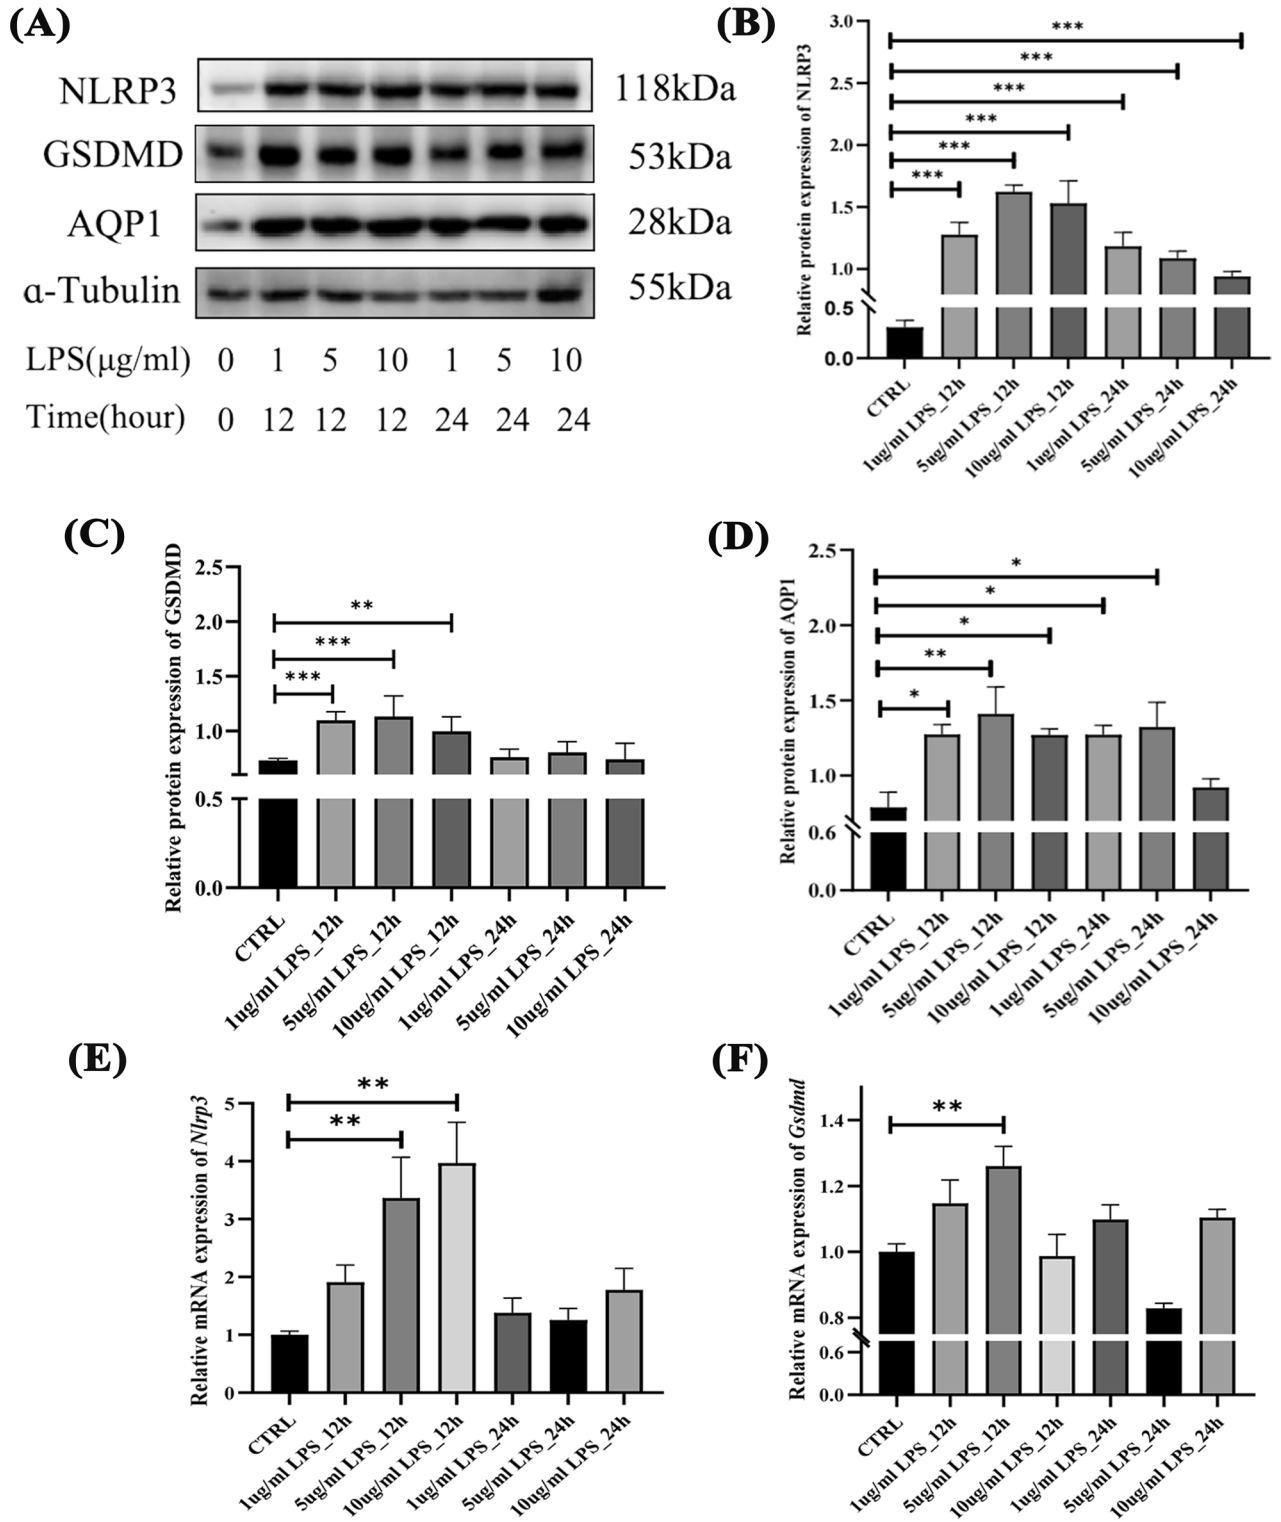 (A)
NLRP3 118kDa
GSDMD 53kDa
AQP1 28kDa
ɑ-Tubulin 55kDa
LPS(μg/ml) 0 1 5 10 1 5 10
Time(hour) 0 12 12 12 24 24 24
(B)
Relative protein expression of NLRP3
3.0
2.5
2.0
1.5
1.0
0.5
0.0
***
***
***
***
***
***
CTRL
1ug/ml LPS_12h
5ug/ml LPS_12h
10ug/ml LPS_12h
1ug/ml LPS_24h
5ug/ml LPS_24h
10ug/ml LPS_24h
(C)
Relative protein expression of GSDMD
2.5
2.0
1.5
1.0
0.5
0.0
**
***
***
CTRL
1ug/ml LPS_12h
5ug/ml LPS_12h
10ug/ml LPS_12h
1ug/ml LPS_24h
5ug/ml LPS_24h
10ug/ml LPS_24h
(D)
Relative protein expression of AQP1
2.5
2.0
1.5
1.0
0.6
0.0
*
*
*
**
*
CTRL
1ug/ml LPS_12h
5ug/ml LPS_12h
10ug/ml LPS_12h
1ug/ml LPS_24h
5ug/ml LPS_24h
10ug/ml LPS_24h
(E)
Relative mRNA expression of Nlrp3
5
4
3
2
1
0
**
**
CTRL
1ug/ml LPS_12h
5ug/ml LPS_12h
10ug/ml LPS_12h
1ug/ml LPS_24h
5ug/ml LPS_24h
10ug/ml LPS_24h
(F)
Relative mRNA expression of Gsdmd
1.4
1.2
1.0
0.8
0.6
0.0
**
CTRL
1ug/ml LPS_12h
5ug/ml LPS_12h
10ug/ml LPS_12h
1ug/ml LPS_24h
5ug/ml LPS_24h
10ug/ml LPS_24h